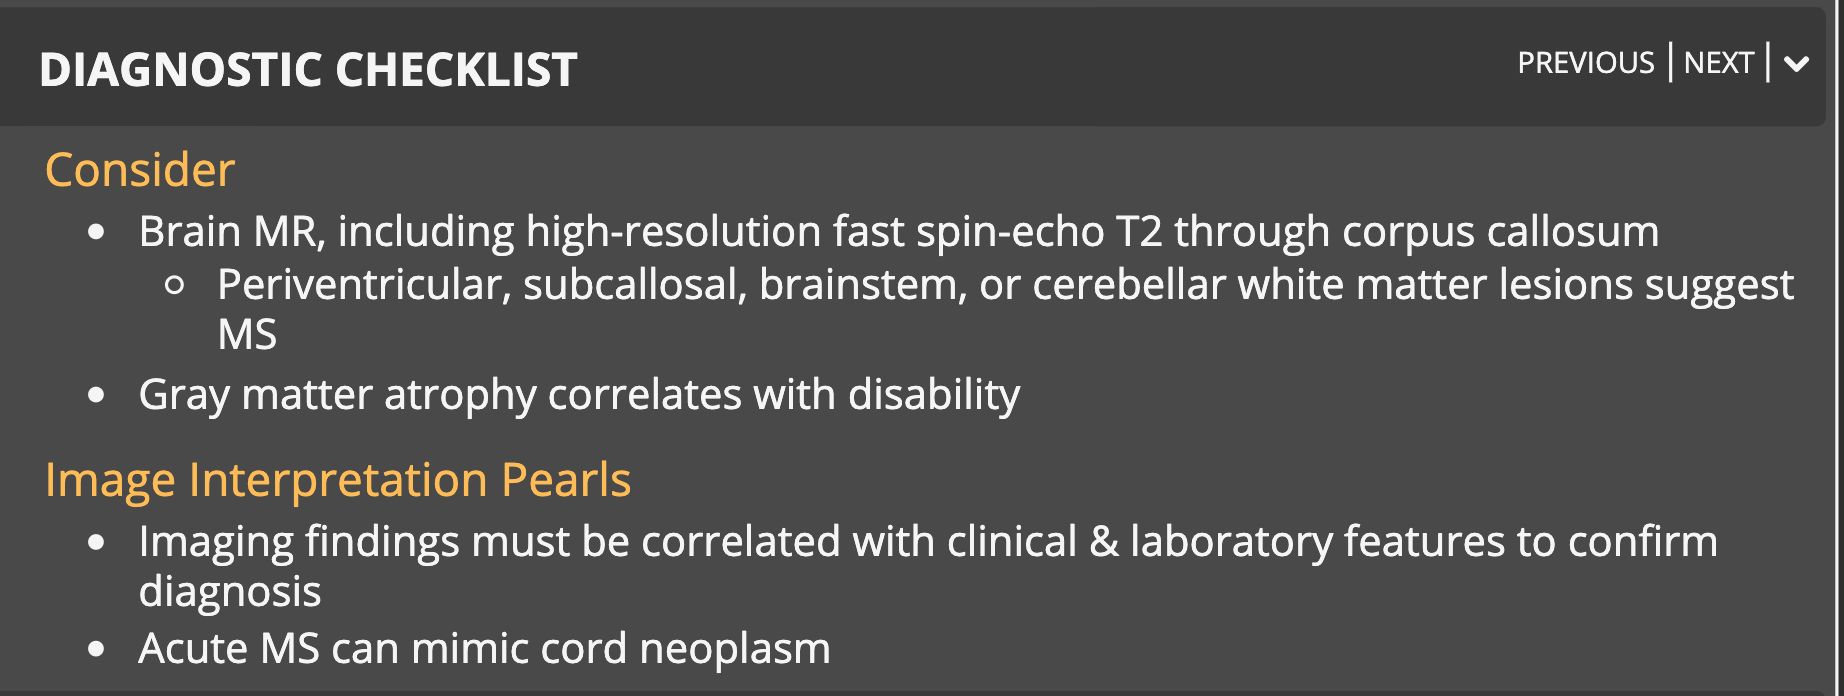 DIAGNOSTIC CHECKLIST
PREVIOUS | NEXT |
Consider
• Brain MR, including high-resolution fast spin-echo T2 through corpus callosum
○ Periventricular, subcallosal, brainstem, or cerebellar white matter lesions suggest
MS
• Gray matter atrophy correlates with disability
Image Interpretation Pearls
• Imaging findings must be correlated with clinical & laboratory features to confirm
diagnosis
• Acute MS can mimic cord neoplasm